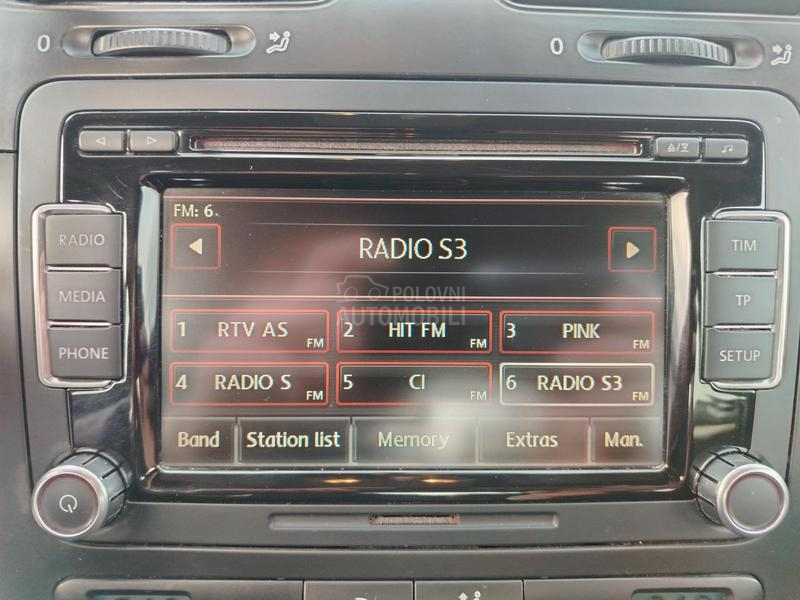 0 0
FM: 6
RADIO S3
RADIO
MEDIA
PHONE
TIM
TP
SETUP
POLOVNI
AUTOMOBILI
1 RTV AS FM
2 HIT FM FM
3 PINK FM
4 RADIO S FM
5 CI FM
6 RADIO S3 FM
Band Station list Memory Extras Man.